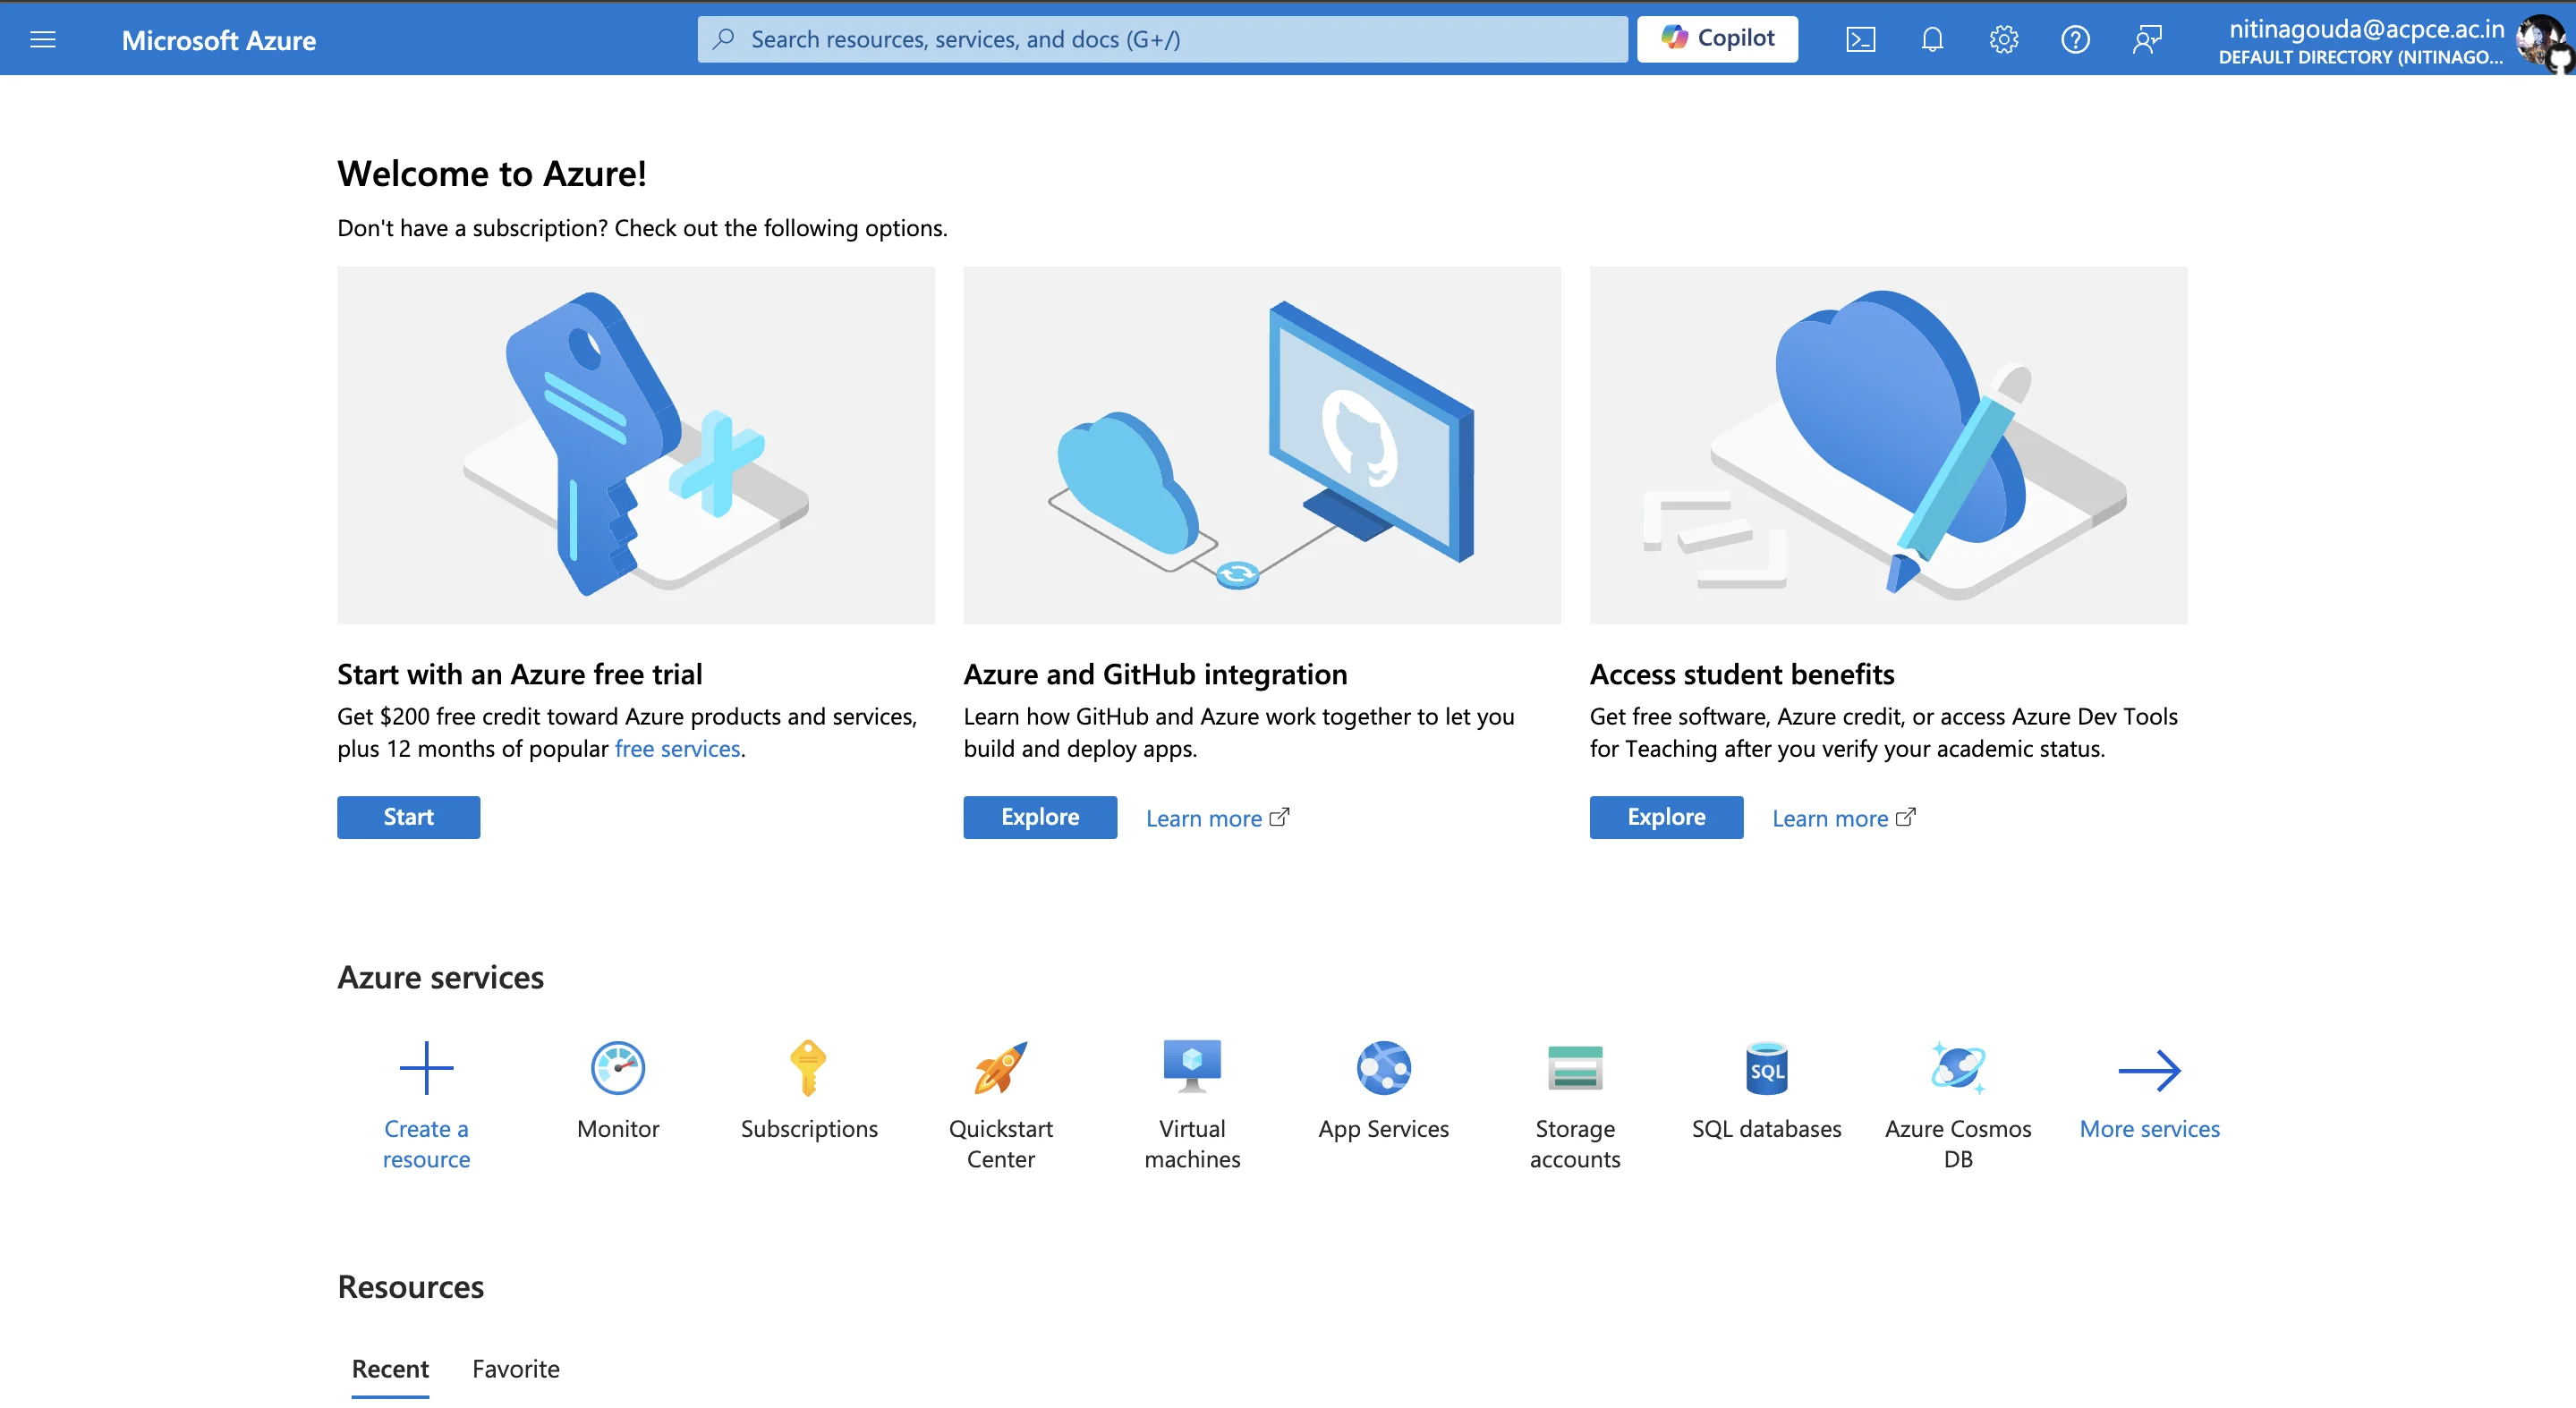 Microsoft Azure
Search resources, services, and docs (G+/)
Copilot
nitinagouda@acpce.ac.in
DEFAULT DIRECTORY (NITINAGO...
Welcome to Azure!
Don't have a subscription? Check out the following options.
Start with an Azure free trial
Get $200 free credit toward Azure products and services,
plus 12 months of popular free services.
Start
Azure and GitHub integration
Learn how GitHub and Azure work together to let you
build and deploy apps.
Explore
Learn more
Access student benefits
Get free software, Azure credit, or access Azure Dev Tools
for Teaching after you verify your academic status.
Explore
Learn more
Azure services
Create a
resource
Monitor
Subscriptions
Quickstart
Center
Virtual
machines
App Services
Storage
accounts
SQL
SQL databases
Azure Cosmos
DB
More services
Resources
Recent
Favorite